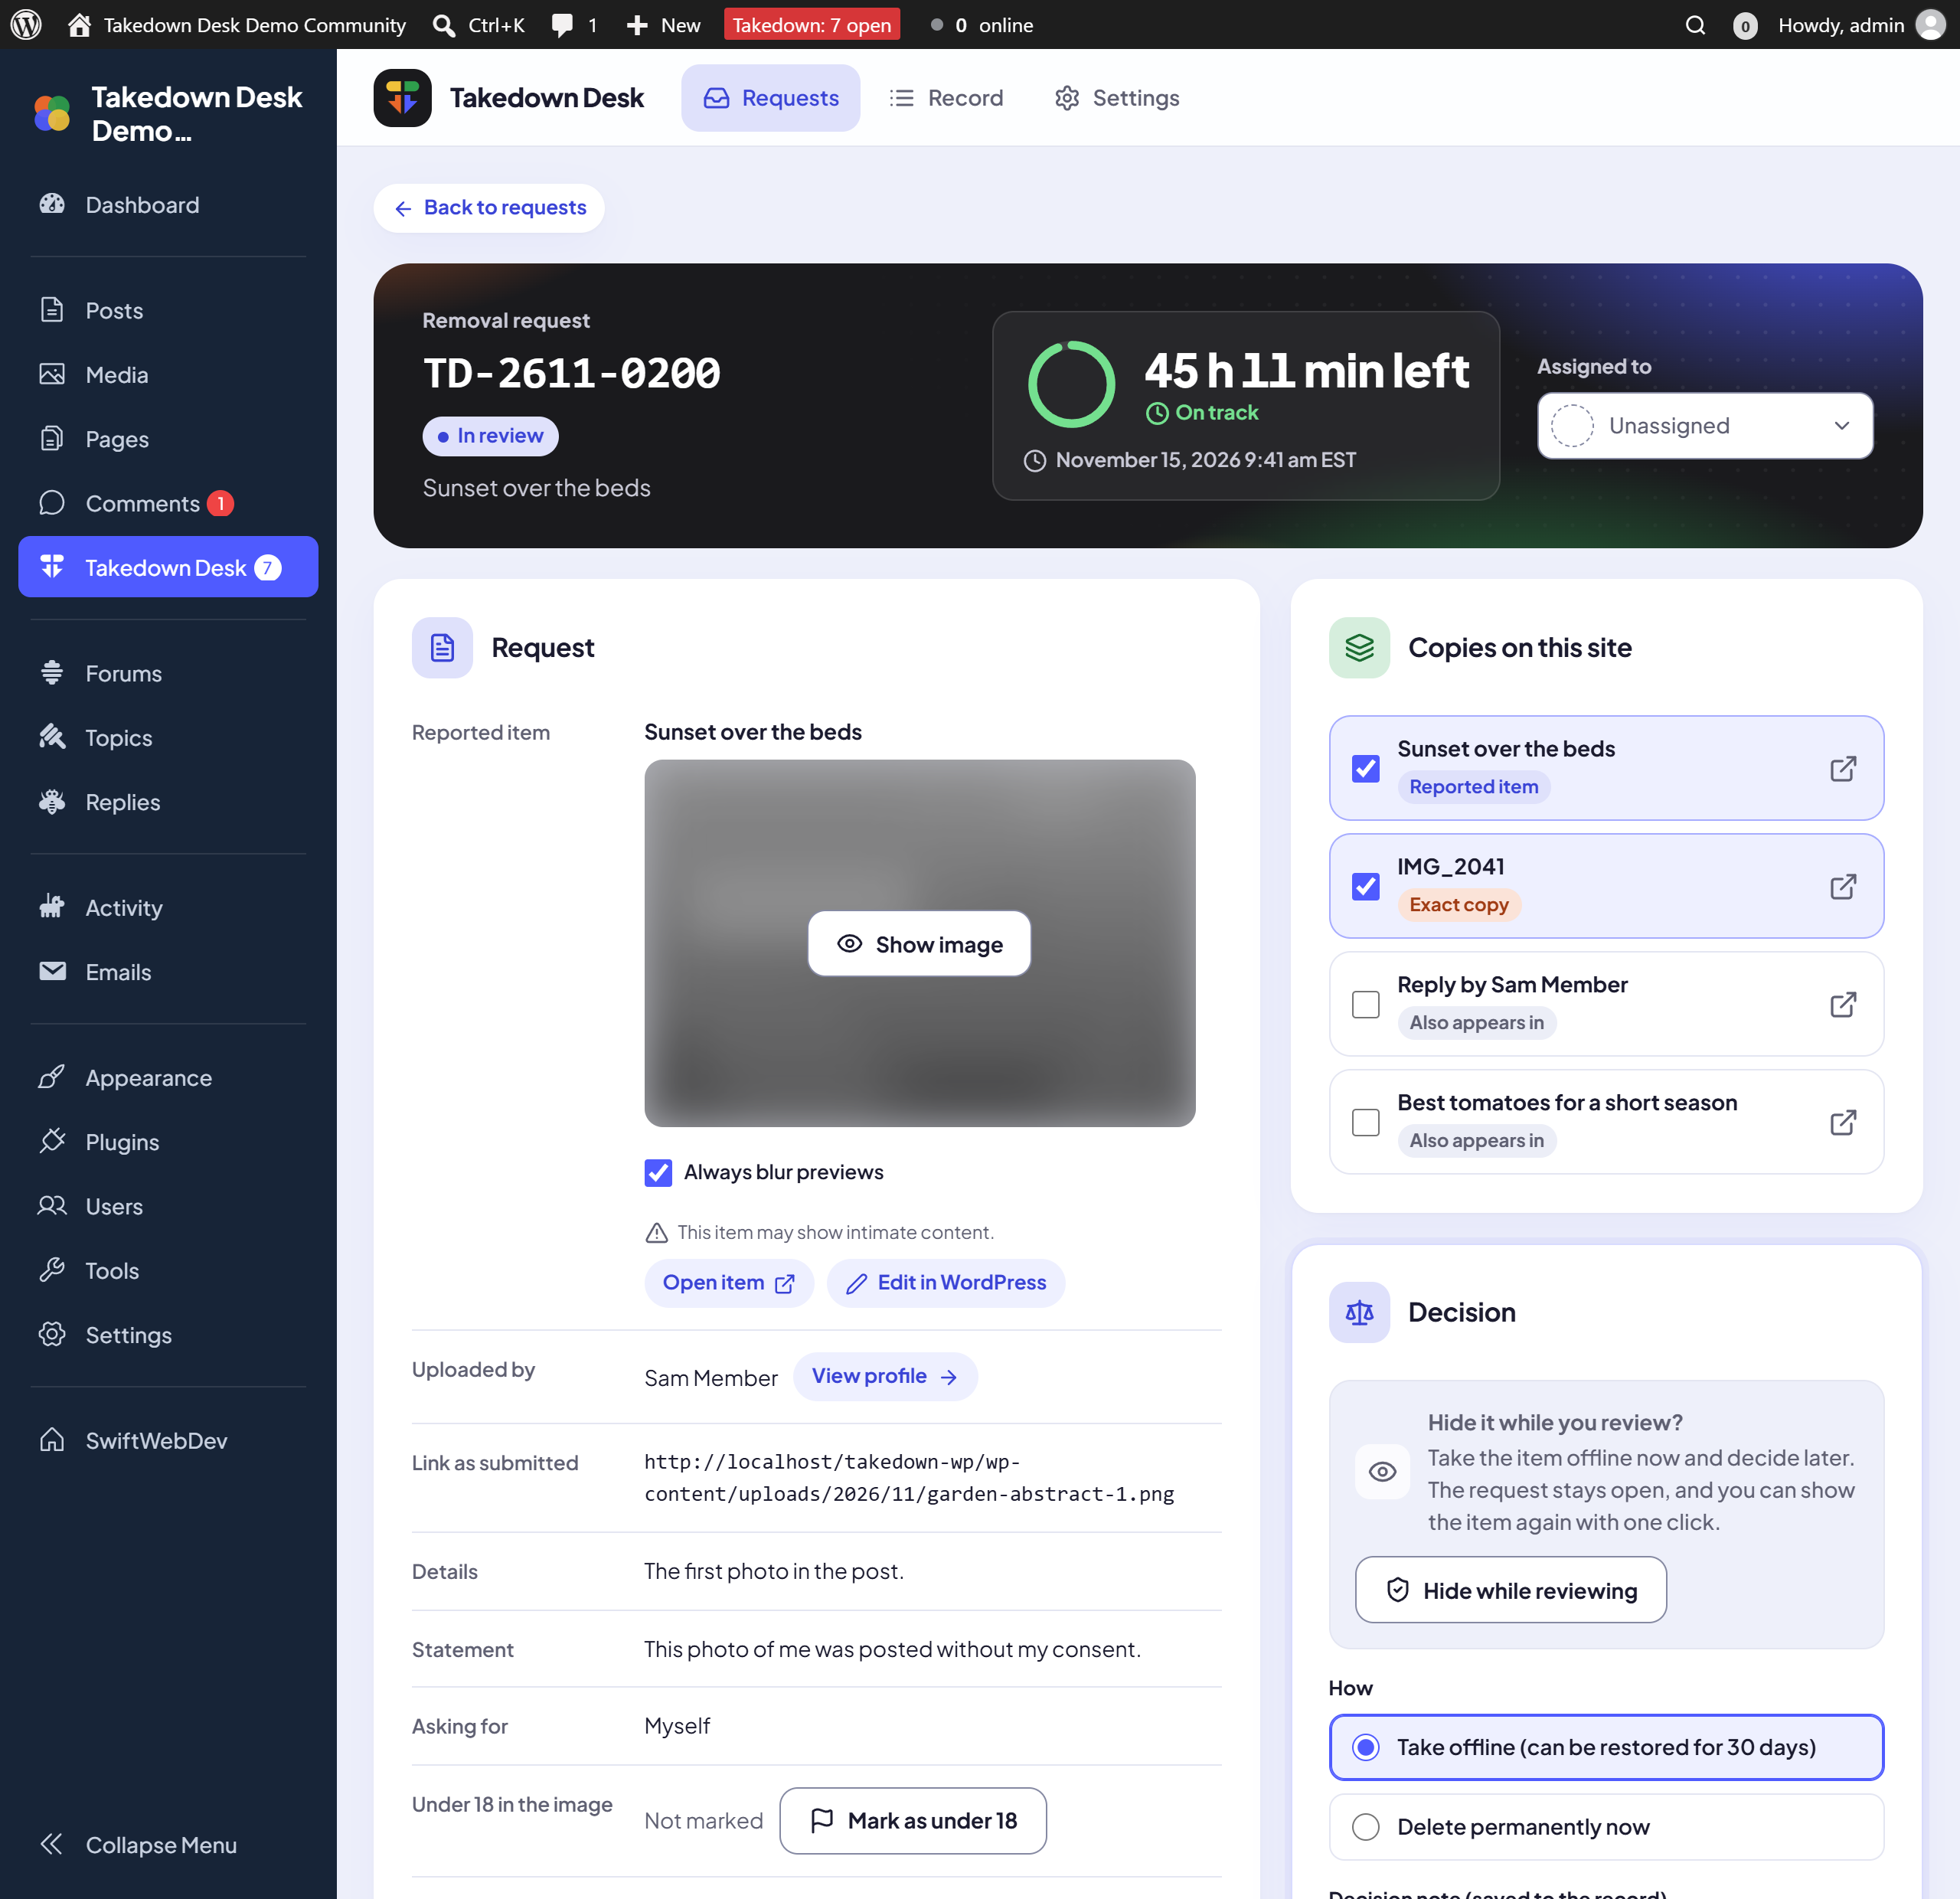 Takedown Desk Demo Community
Ctrl+K
1
New
Takedown: 7 open
0 online
0
Howdy, admin
Takedown Desk
Demo...
Dashboard
Posts
Media
Pages
Comments 1
Takedown Desk 7
Forums
Topics
Replies
Activity
Emails
Appearance
Plugins
Users
Tools
Settings
SwiftWebDev
Collapse Menu
Takedown Desk
Requests
Record
Settings
Back to requests
Removal request
TD-2611-0200
In review
Sunset over the beds
45 h 11 min left
On track
November 15, 2026 9:41 am EST
Assigned to
Unassigned
Request
Reported item
Sunset over the beds
Show image
Always blur previews
This item may show intimate content.
Open item
Edit in WordPress
Uploaded by
Sam Member
View profile
Link as submitted
http://localhost/takedown-wp/wp-
content/uploads/2026/11/garden-abstract-1.png
Details
The first photo in the post.
Statement
This photo of me was posted without my consent.
Asking for
Myself
Under 18 in the image
Not marked
Mark as under 18
Copies on this site
Sunset over the beds
Reported item
IMG_2041
Exact copy
Reply by Sam Member
Also appears in
Best tomatoes for a short season
Also appears in
Decision
Hide it while you review?
Take the item offline now and decide later.
The request stays open, and you can show
the item again with one click.
Hide while reviewing
How
Take offline (can be restored for 30 days)
Delete permanently now
Decision note (saved to the record)